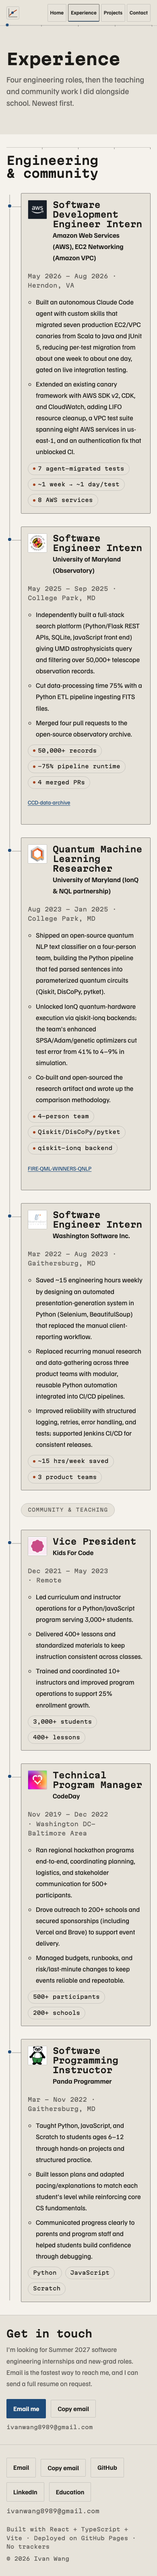 Home Experience Projects Contact
Experience
Four engineering roles, then the teaching
and community work I did alongside
school. Newest first.
Engineering
& community
aws
Software
Development
Engineer Intern
Amazon Web Services
(AWS), EC2 Networking
(Amazon VPC)
May 2026 — Aug 2026 ·
Herndon, VA
Built an autonomous Claude Code
agent with custom skills that
migrated seven production EC2/VPC
canaries from Scala to Java and JUnit
5, reducing per-test migration from
about one week to about one day,
gated on live integration testing.
Extended an existing canary
framework with AWS SDK v2, CDK,
and CloudWatch, adding LIFO
resource cleanup, a VPC test suite
spanning eight AWS services in us-
east-1, and an authentication fix that
unblocked CI.
7 agent-migrated tests
~1 week → ~1 day/test
8 AWS services
Software
Engineer Intern
University of Maryland
(Observatory)
May 2025 — Sep 2025 ·
College Park, MD
Independently built a full-stack
search platform (Python/Flask REST
APIs, SQLite, JavaScript front end)
giving UMD astrophysicists query
and filtering over 50,000+ telescope
observation records.
Cut data-processing time 75% with a
Python ETL pipeline ingesting FITS
files.
Merged four pull requests to the
open-source observatory archive.
50,000+ records
−75% pipeline runtime
4 merged PRs
CCD-data-archive
Quantum Machine
Learning
Researcher
University of Maryland (IonQ
& NQL partnership)
Aug 2023 — Jan 2025 ·
College Park, MD
Shipped an open-source quantum
NLP text classifier on a four-person
team, building the Python pipeline
that fed parsed sentences into
parameterized quantum circuits
(Qiskit, DisCoPy, pytket).
Unlocked IonQ quantum-hardware
execution via qiskit-ionq backends;
the team's enhanced
SPSA/Adam/genetic optimizers cut
test error from 41% to 4–9% in
simulation.
Co-built and open-sourced the
research artifact and wrote up the
comparison methodology.
4-person team
Qiskit/DisCoPy/pytket
qiskit-ionq backend
FIRE-QML-WINNERS-QNLP
Software
Engineer Intern
Washington Software Inc.
Mar 2022 — Aug 2023 ·
Gaithersburg, MD
Saved ~15 engineering hours weekly
by designing an automated
presentation-generation system in
Python (Selenium, BeautifulSoup)
that replaced the manual client-
reporting workflow.
Replaced recurring manual research
and data-gathering across three
product teams with modular,
reusable Python automation
integrated into CI/CD pipelines.
Improved reliability with structured
logging, retries, error handling, and
tests; supported Jenkins CI/CD for
consistent releases.
~15 hrs/week saved
3 product teams
COMMUNITY & TEACHING
Vice President
Kids For Code
Dec 2021 — May 2023
· Remote
Led curriculum and instructor
operations for a Python/JavaScript
program serving 3,000+ students.
Delivered 400+ lessons and
standardized materials to keep
instruction consistent across classes.
Trained and coordinated 10+
instructors and improved program
operations to support 25%
enrollment growth.
3,000+ students
400+ lessons
Technical
Program Manager
CodeDay
Nov 2019 — Dec 2022
· Washington DC–
Baltimore Area
Ran regional hackathon programs
end-to-end, coordinating planning,
logistics, and stakeholder
communication for 500+
participants.
Drove outreach to 200+ schools and
secured sponsorships (including
Vercel and Brave) to support event
delivery.
Managed budgets, runbooks, and
risk/last-minute changes to keep
events reliable and repeatable.
500+ participants
200+ schools
Software
Programming
Instructor
Panda Programmer
Mar — Nov 2022 ·
Gaithersburg, MD
Taught Python, JavaScript, and
Scratch to students ages 6–12
through hands-on projects and
structured practice.
Built lesson plans and adapted
pacing/explanations to match each
student's level while reinforcing core
CS fundamentals.
Communicated progress clearly to
parents and program staff and
helped students build confidence
through debugging.
Python JavaScript
Scratch
Get in touch
I'm looking for Summer 2027 software
engineering internships and new-grad roles.
Email is the fastest way to reach me, and I can
send a full resume on request.
Email me Copy email
ivanwang8989@gmail.com
Email Copy email GitHub
LinkedIn Education
ivanwang8989@gmail.com
Built with React + TypeScript +
Vite · Deployed on GitHub Pages ·
No trackers
© 2026 Ivan Wang